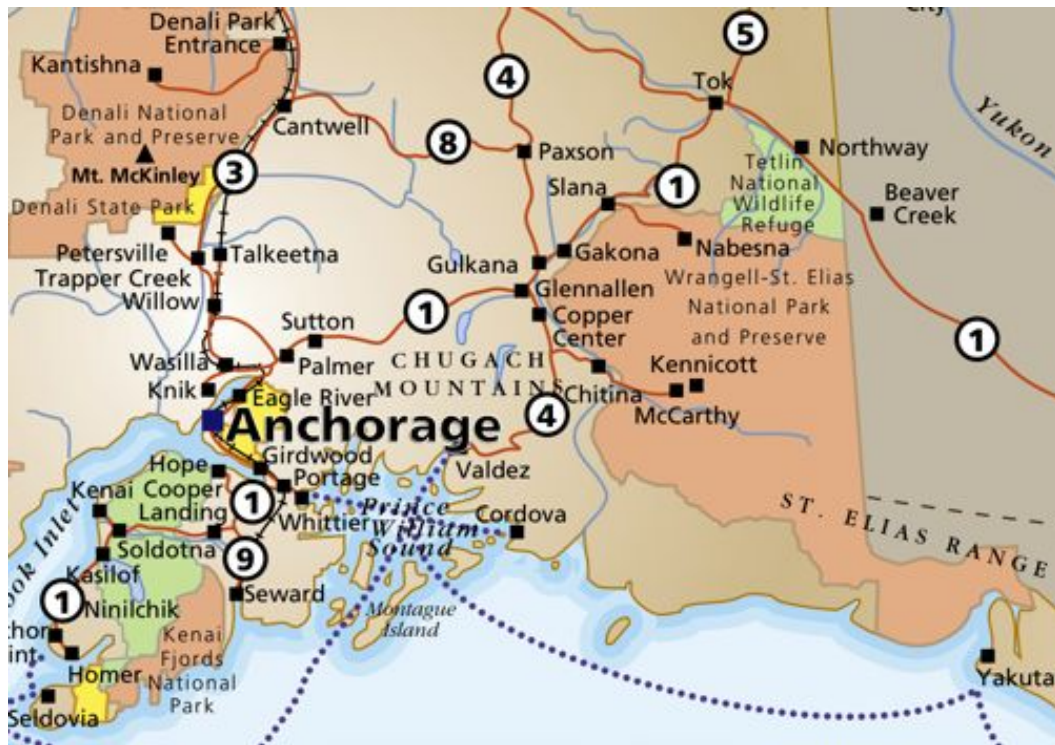 City
Denali Park
Entrance
5
4
Kantishna
Tok
Denali National
Park and Preserve
Cantwell
8
Paxson
Northway
Yukon
Mt. McKinley
3
Tetlin
National
Wildlife
Refuge
Slana
1
Beaver
Creek
Denali State Park
Petersville
Talkeetna
Gakona
Nabesna
Trapper Creek
Gulkana
Wrangell-St. Elias
National Park
and Preserve
Willow
Glennallen
1
Sutton
Copper
Center
1
Wasilla
Palmer
CHUGACH
MOUNTAINS
Kennicott
Knik
Eagle River
Chitina
McCarthy
Anchorage
4
Girdwood
Hope
Portage
Valdez
Kenai
Cooper
Landing
1
Whittier
Prince
William
Sound
Cordova
ST. ELIAS RANGE
Soldotna
9
Kasilof
Seward
1
Ninilchik
Montague
Island
Kenai
Fjords
National
Park
Homer
Seldovia